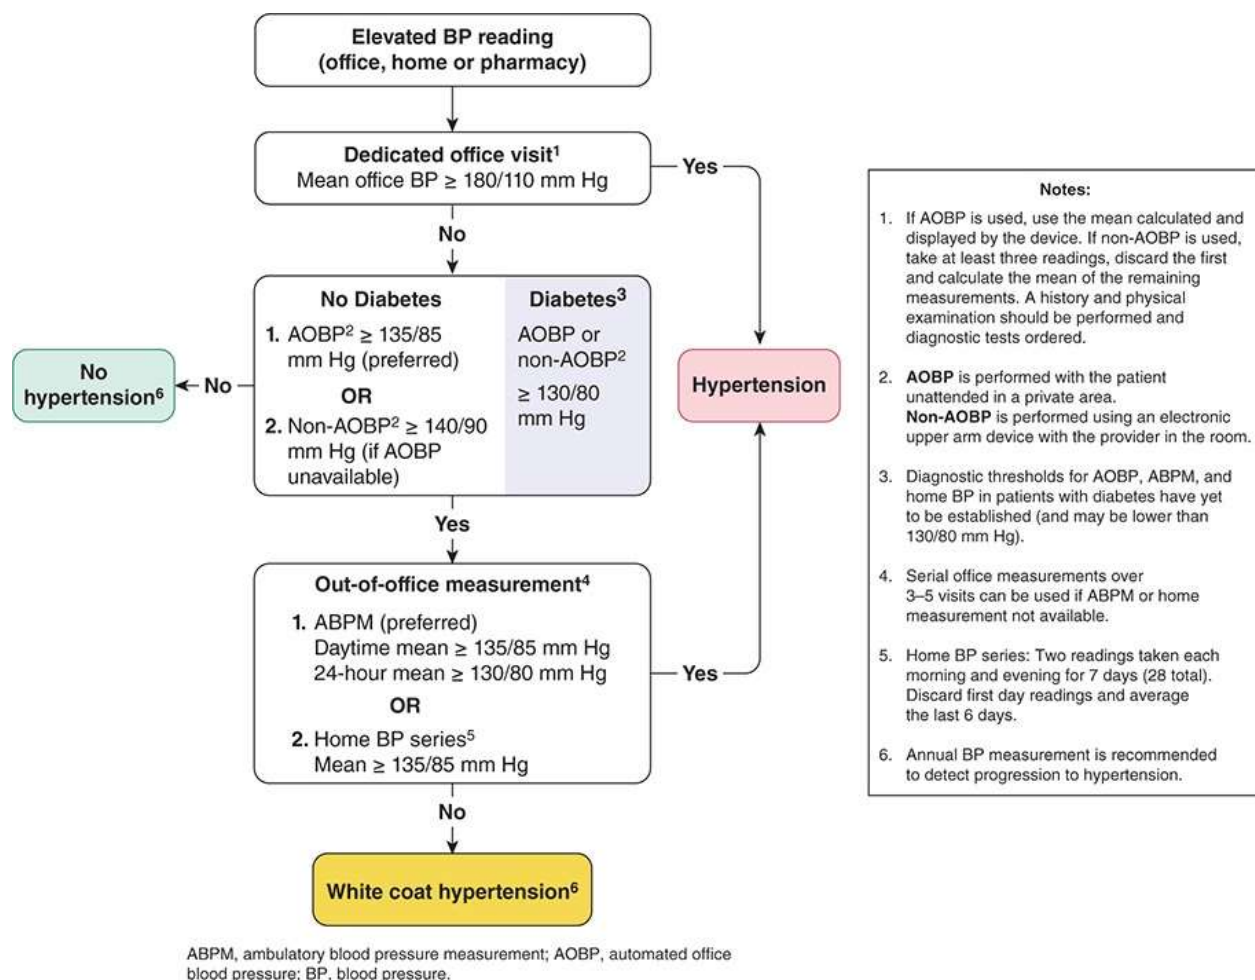 Elevated BP reading
(office, home or pharmacy)
Dedicated office visit¹
Mean office BP ≥ 180/110 mm Hg
Yes
No
No Diabetes
1. AOBP² ≥ 135/85
mm Hg (preferred)
OR
2. Non-AOBP² ≥ 140/90
mm Hg (if AOBP
unavailable)
Diabetes³
AOBP or
non-AOBP²
≥ 130/80
mm Hg
No
No
hypertension⁶
Hypertension
Yes
Out-of-office measurement⁴
1. ABPM (preferred)
Daytime mean ≥ 135/85 mm Hg
24-hour mean ≥ 130/80 mm Hg
OR
2. Home BP series⁵
Mean ≥ 135/85 mm Hg
Yes
No
White coat hypertension⁶
ABPM, ambulatory blood pressure measurement; AOBP, automated office
blood pressure; BP, blood pressure.
Notes:
1. If AOBP is used, use the mean calculated and
displayed by the device. If non-AOBP is used,
take at least three readings, discard the first
and calculate the mean of the remaining
measurements. A history and physical
examination should be performed and
diagnostic tests ordered.
2. AOBP is performed with the patient
unattended in a private area.
Non-AOBP is performed using an electronic
upper arm device with the provider in the room.
3. Diagnostic thresholds for AOBP, ABPM, and
home BP in patients with diabetes have yet
to be established (and may be lower than
130/80 mm Hg).
4. Serial office measurements over
3–5 visits can be used if ABPM or home
measurement not available.
5. Home BP series: Two readings taken each
morning and evening for 7 days (28 total).
Discard first day readings and average
the last 6 days.
6. Annual BP measurement is recommended
to detect progression to hypertension.